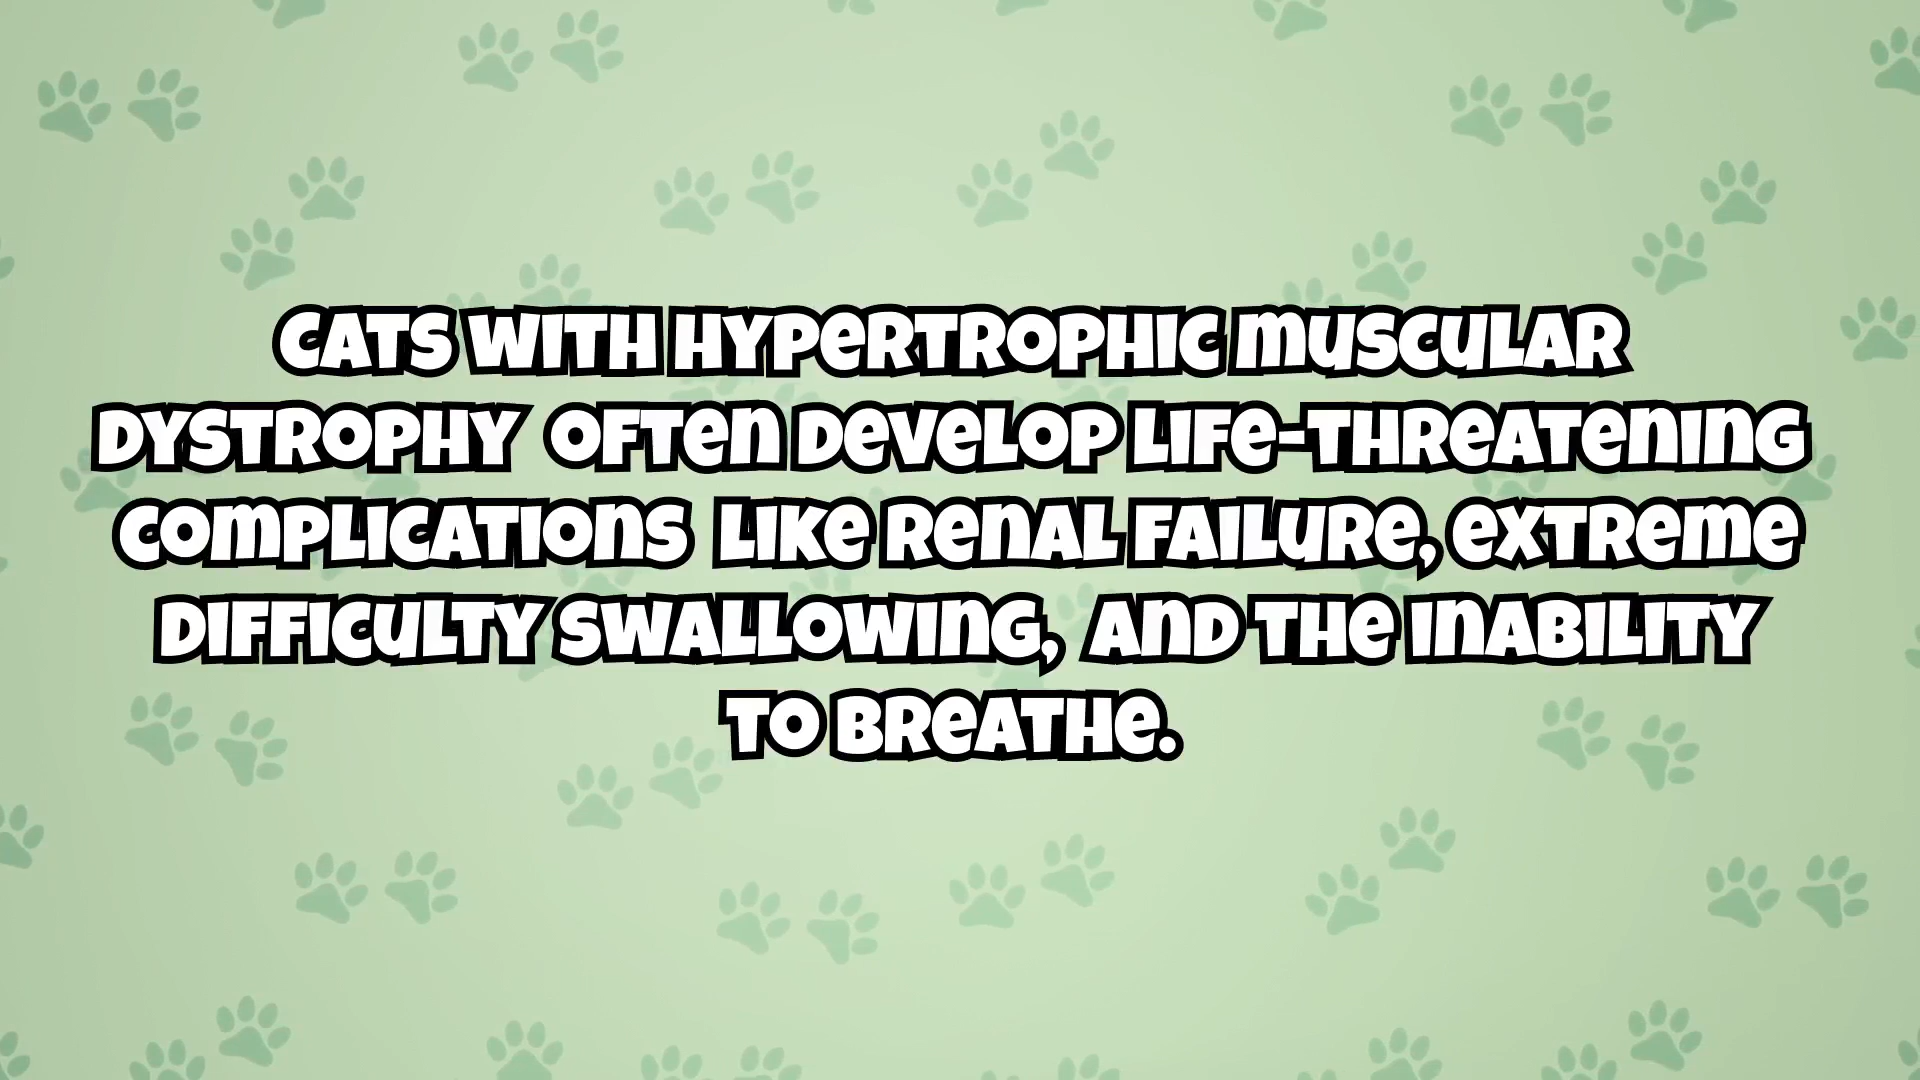 Cats with hypertrophic muscular
dystrophy often develop life-threatening
complications like renal failure, extreme
difficulty swallowing, and the inability
to breathe.